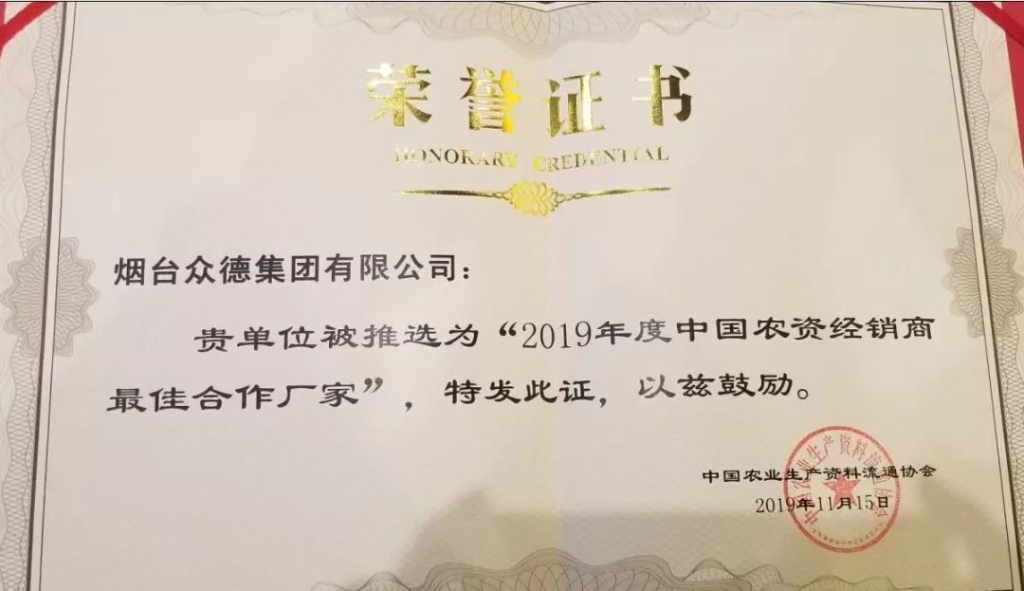 荣誉证书
HONORARY CREDENTIAL
烟台众德集团有限公司：
贵单位被推选为“2019年度中国农资经销商
最佳合作厂家”，特发此证，以兹鼓励。
中国农业生产资料流通协会
2019年11月15日